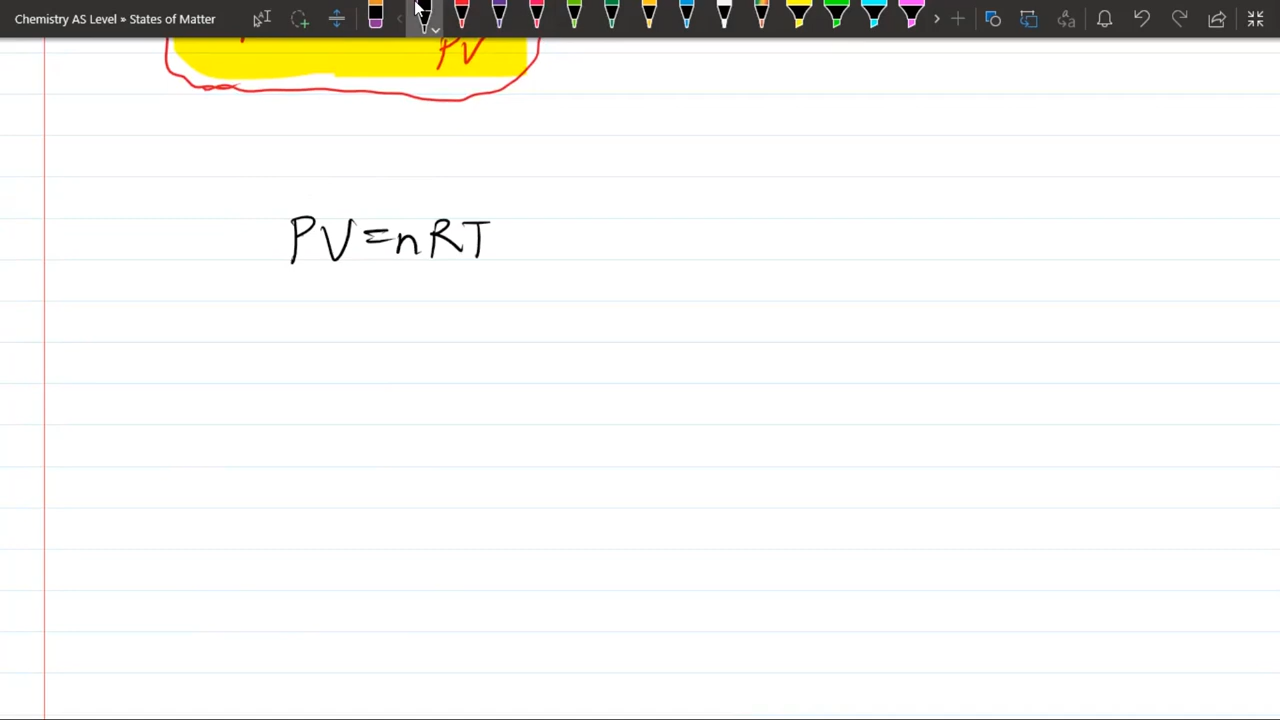 Chemistry AS Level » States of Matter
PV
PV=nRT